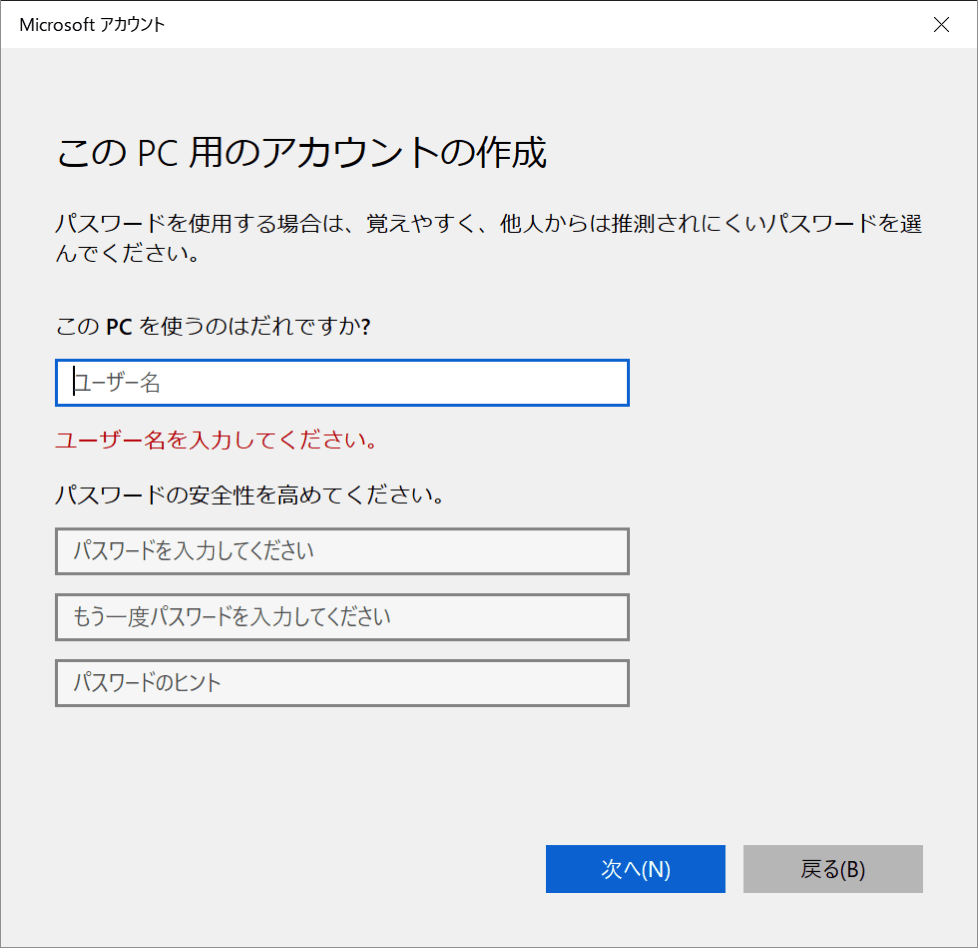 Microsoft アカウント
この PC 用のアカウントの作成
パスワードを使用する場合は、覚えやすく、他人からは推測されにくいパスワードを選
んでください。
この PC を使うのはだれですか?
ユーザー名
ユーザー名を入力してください。
パスワードの安全性を高めてください。
パスワードを入力してください
もう一度パスワードを入力してください
パスワードのヒント
次へ(N)
戻る(B)